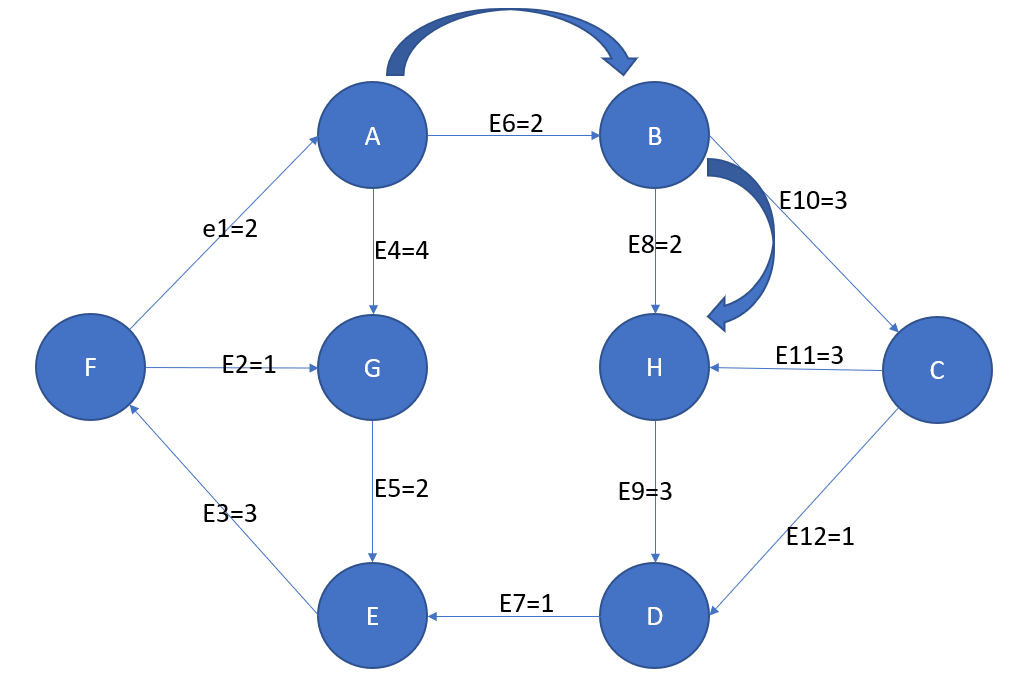 A
E6=2
B
E10=3
e1=2
E4=4
E8=2
F
E2=1
G
H
E11=3
C
E3=3
E5=2
E9=3
E12=1
E
E7=1
D